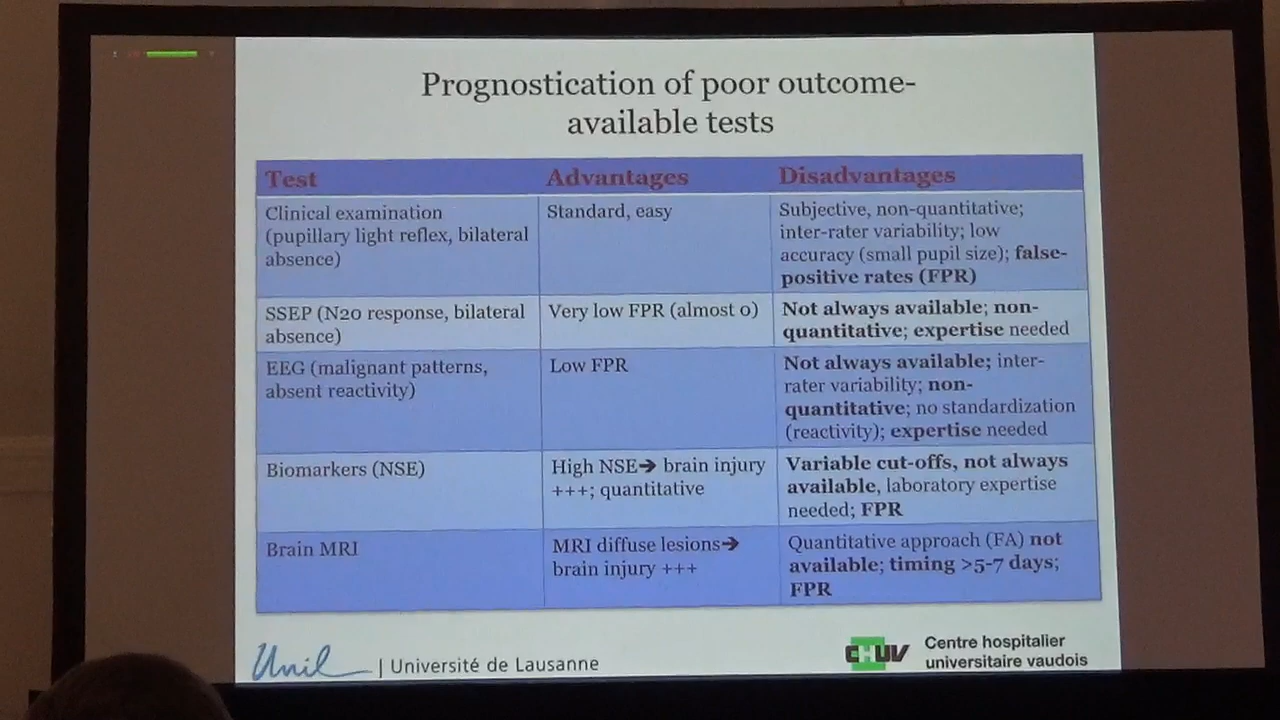 Prognostication of poor outcome-
available tests
Test
Advantages
Disadvantages
Clinical examination
(pupillary light reflex, bilateral
absence)
Standard, easy
Subjective, non-quantitative;
inter-rater variability; low
accuracy (small pupil size); false-
positive rates (FPR)
SSEP (N20 response, bilateral
absence)
Very low FPR (almost 0)
Not always available; non-
quantitative; expertise needed
EEG (malignant patterns,
absent reactivity)
Low FPR
Not always available; inter-
rater variability; non-
quantitative; no standardization
(reactivity); expertise needed
Biomarkers (NSE)
High NSE➔ brain injury
+++; quantitative
Variable cut-offs, not always
available, laboratory expertise
needed; FPR
Brain MRI
MRI diffuse lesions➔
brain injury +++
Quantitative approach (FA) not
available; timing >5-7 days;
FPR
Unil | Université de Lausanne
CHUV
Centre hospitalier
universitaire vaudois